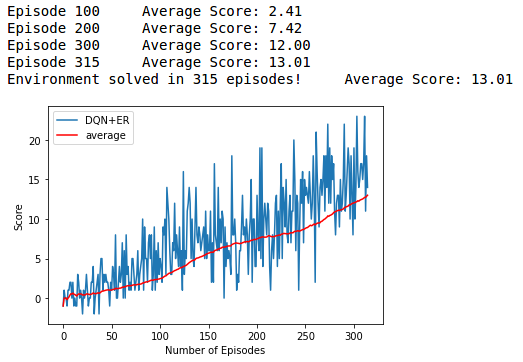 Episode 100     Average Score: 2.41
Episode 200     Average Score: 7.42
Episode 300     Average Score: 12.00
Episode 315     Average Score: 13.01
Environment solved in 315 episodes!     Average Score: 13.01
DQN+ER
average
Score
20
15
10
5
0
0 50 100 150 200 250 300
Number of Episodes